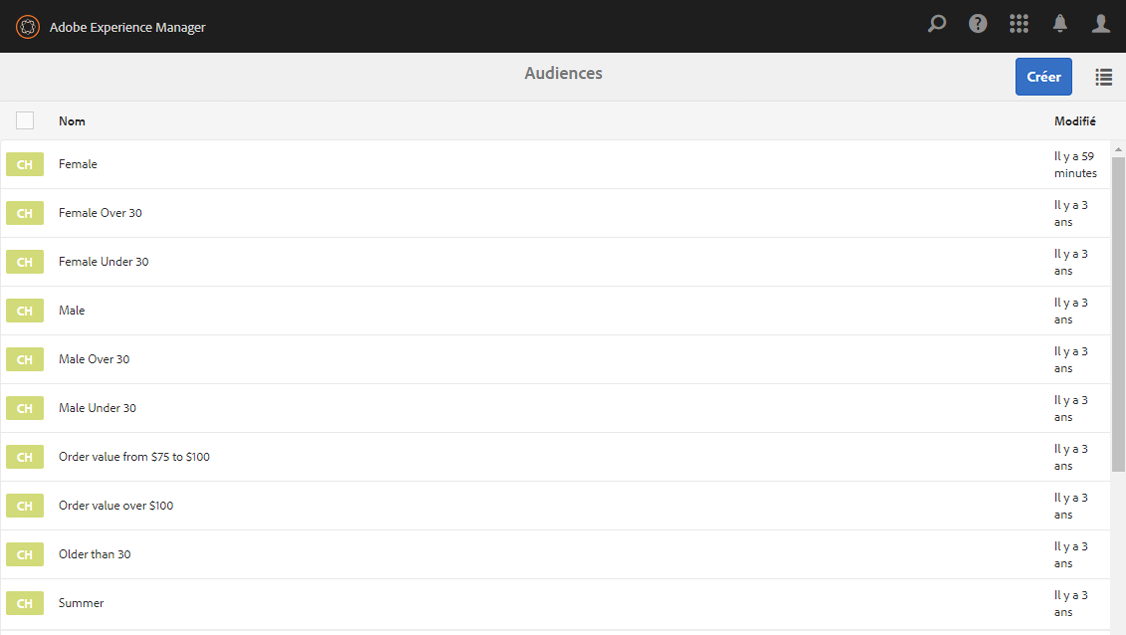 Adobe Experience Manager
Audiences
Créer
Nom
Modifié
CH
Female
Il y a 59
minutes
CH
Female Over 30
Il y a 3
ans
CH
Female Under 30
Il y a 3
ans
CH
Male
Il y a 3
ans
CH
Male Over 30
Il y a 3
ans
CH
Male Under 30
Il y a 3
ans
CH
Order value from $75 to $100
Il y a 3
ans
CH
Order value over $100
Il y a 3
ans
CH
Older than 30
Il y a 3
ans
CH
Summer
Il y a 3
ans